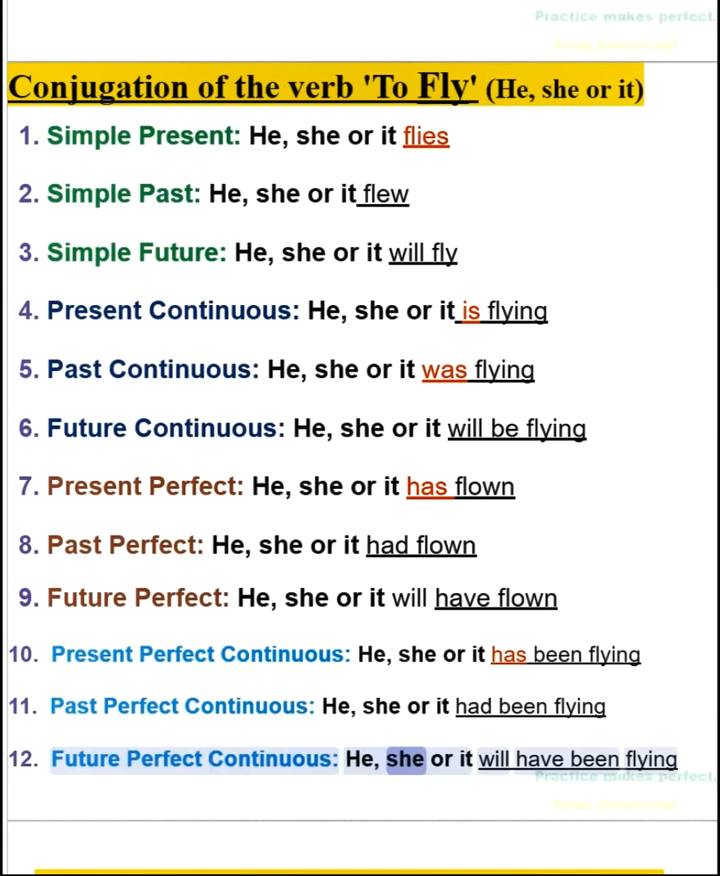 Practice makes perfect.
Keep practicing!
Conjugation of the verb 'To Fly' (He, she or it)
1. Simple Present: He, she or it flies
2. Simple Past: He, she or it flew
3. Simple Future: He, she or it will fly
4. Present Continuous: He, she or it is flying
5. Past Continuous: He, she or it was flying
6. Future Continuous: He, she or it will be flying
7. Present Perfect: He, she or it has flown
8. Past Perfect: He, she or it had flown
9. Future Perfect: He, she or it will have flown
10. Present Perfect Continuous: He, she or it has been flying
11. Past Perfect Continuous: He, she or it had been flying
12. Future Perfect Continuous: He, she or it will have been flying
Practice makes perfect.
Keep practicing!